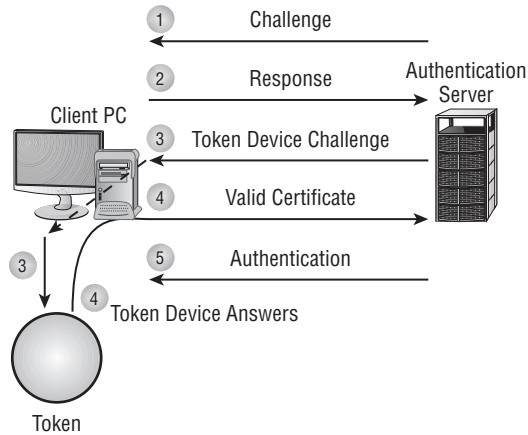 1 Challenge
2 Response
Authentication
Server
Client PC
3 Token Device Challenge
4 Valid Certificate
5 Authentication
3
4 Token Device Answers
Token